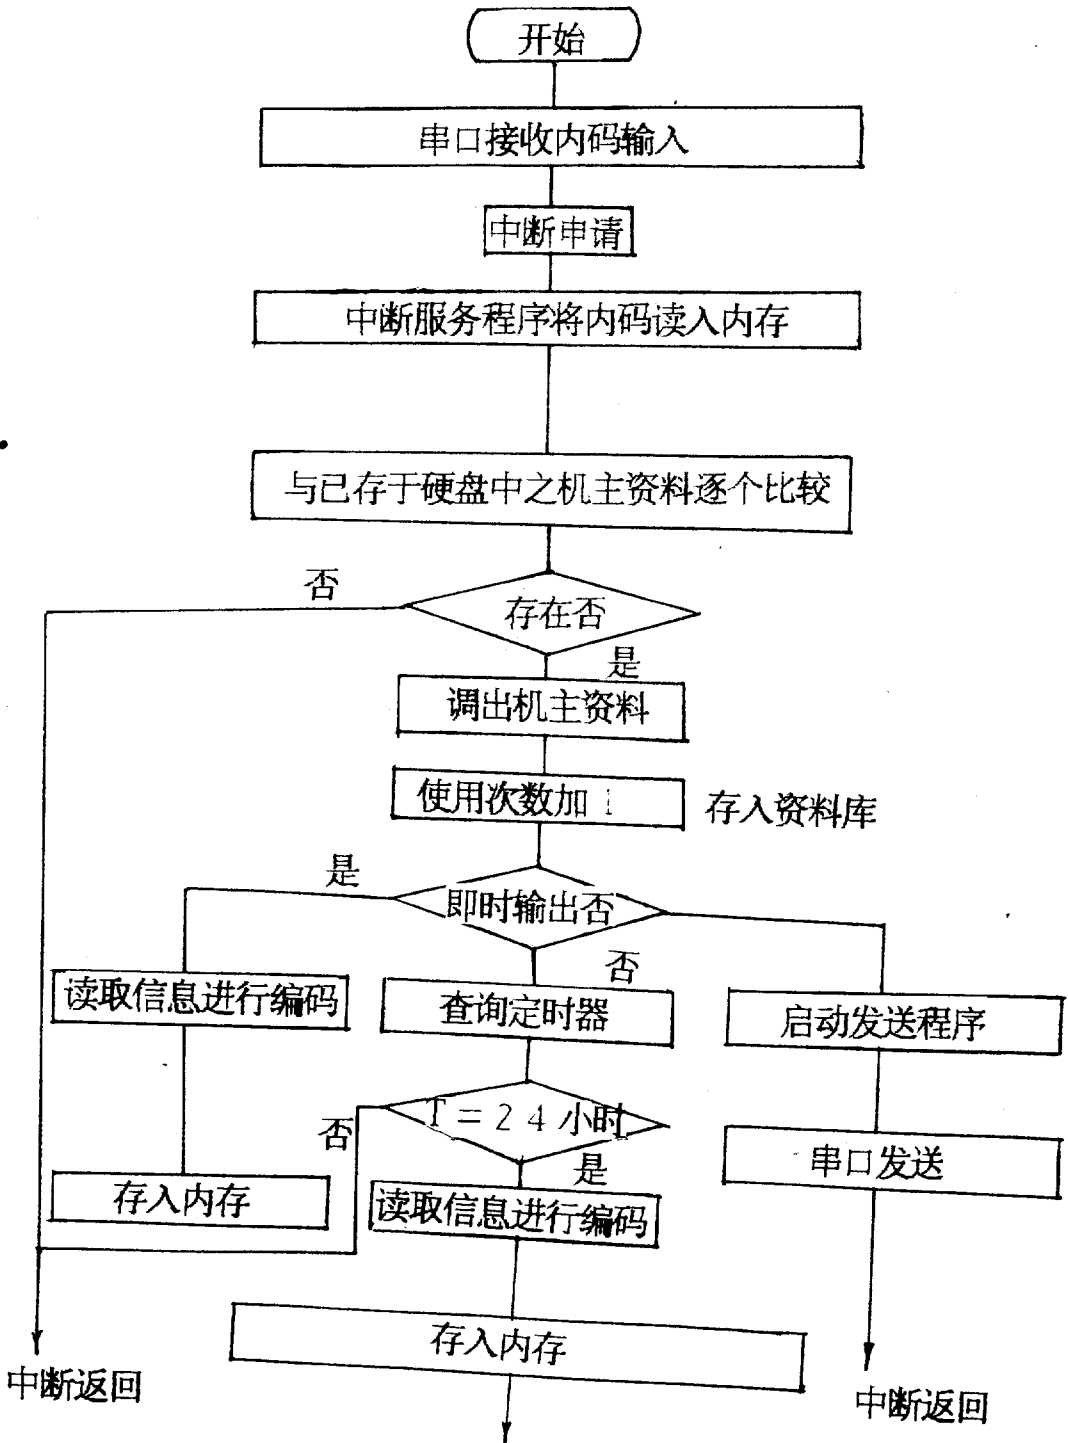 开始
串口接收内码输入
中断申请
中断服务程序将内码读入内存
与已存于硬盘中之机主资料逐个比较
否
存在否
是
调出机主资料
使用次数加1
存入资料库
是
即时输出否
否
读取信息进行编码
查询定时器
启动发送程序
T=24小时
否
是
串口发送
存入内存
读取信息进行编码
存入内存
中断返回
中断返回